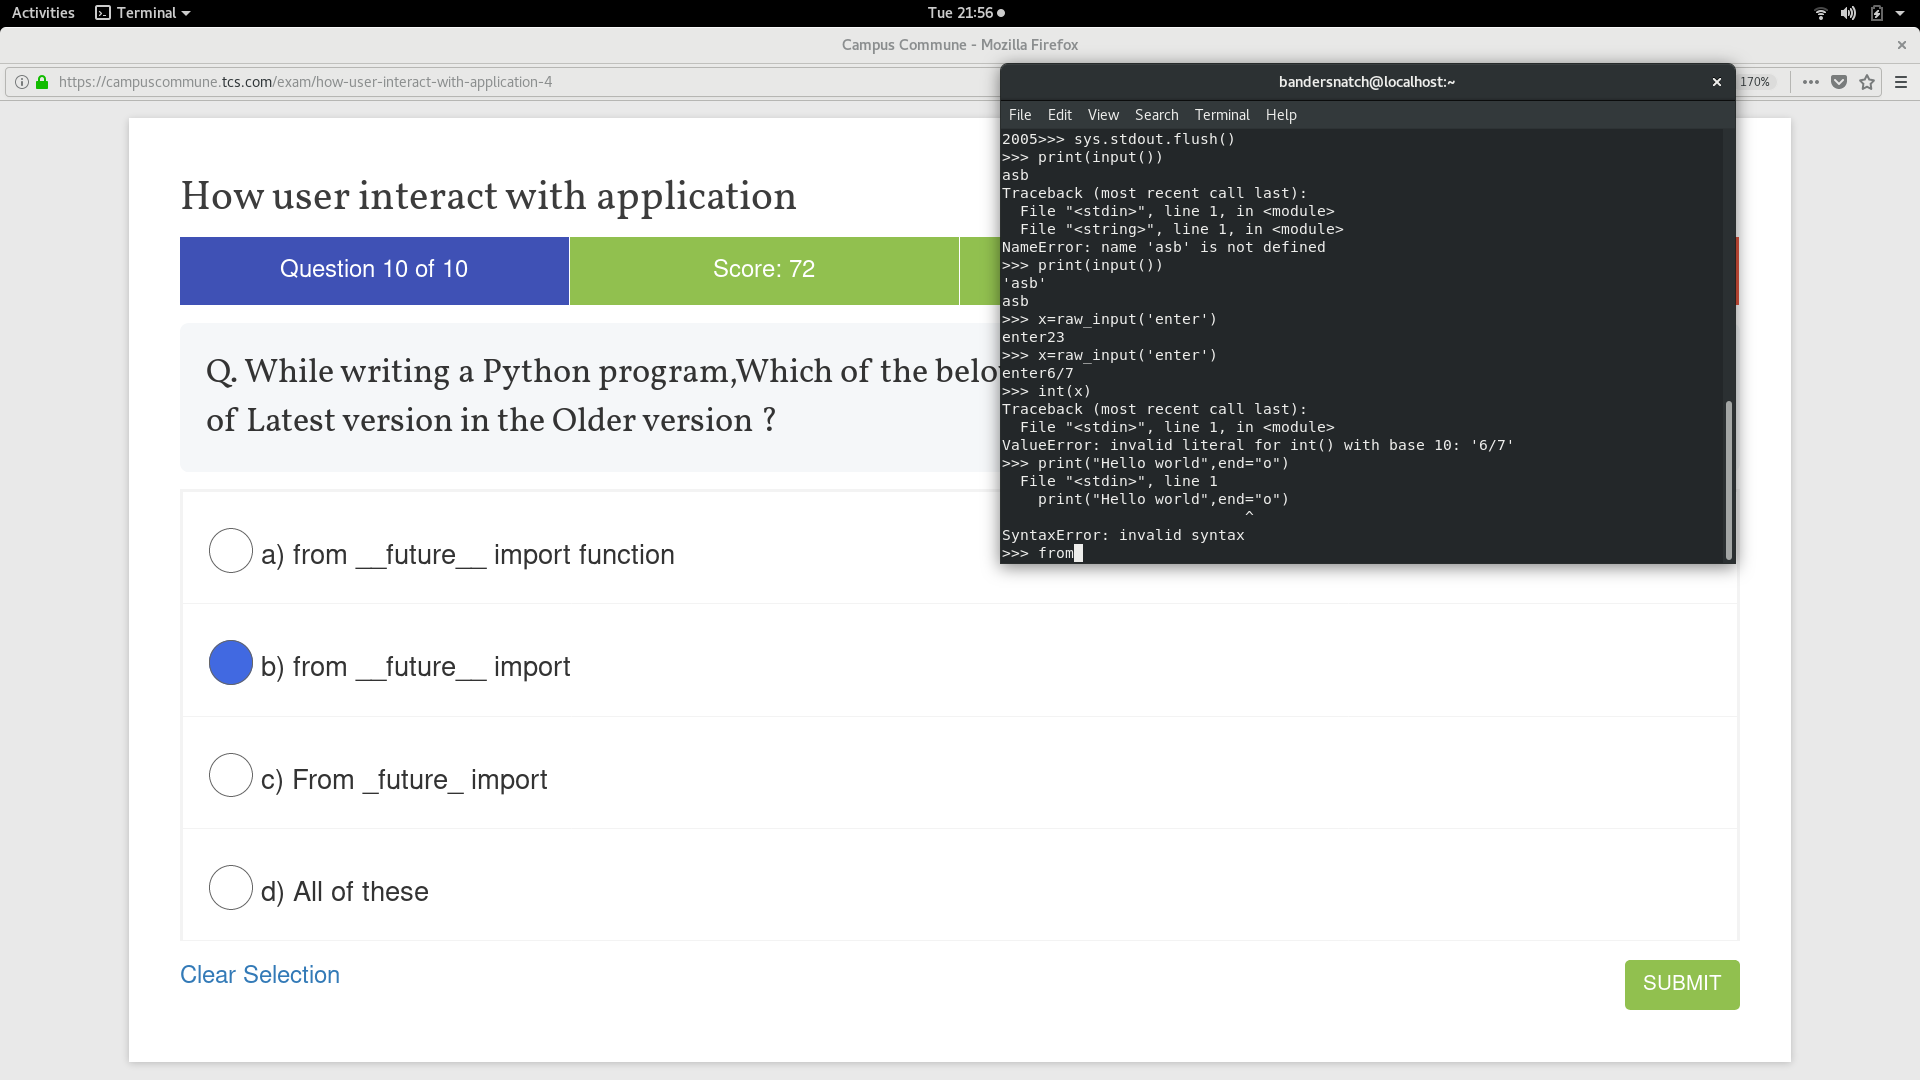 Activities Terminal Tue 21:56
Campus Commune - Mozilla Firefox
https://campuscommune.tcs.com/exam/how-user-interact-with-application-4
170%
How user interact with application
Question 10 of 10
Score: 72
Q. While writing a Python program,Which of the belo
of Latest version in the Older version ?
a) from __future__ import function
b) from __future__ import
c) From _future_ import
d) All of these
Clear Selection
SUBMIT
bandersnatch@localhost:~
File Edit View Search Terminal Help
2005>>> sys.stdout.flush()
>>> print(input())
asb
Traceback (most recent call last):
  File "<stdin>", line 1, in <module>
  File "<string>", line 1, in <module>
NameError: name 'asb' is not defined
>>> print(input())
'asb'
asb
>>> x=raw_input('enter')
enter23
>>> x=raw_input('enter')
enter6/7
>>> int(x)
Traceback (most recent call last):
  File "<stdin>", line 1, in <module>
ValueError: invalid literal for int() with base 10: '6/7'
>>> print("Hello world",end="o")
  File "<stdin>", line 1
    print("Hello world",end="o")
                           ^
SyntaxError: invalid syntax
>>> from